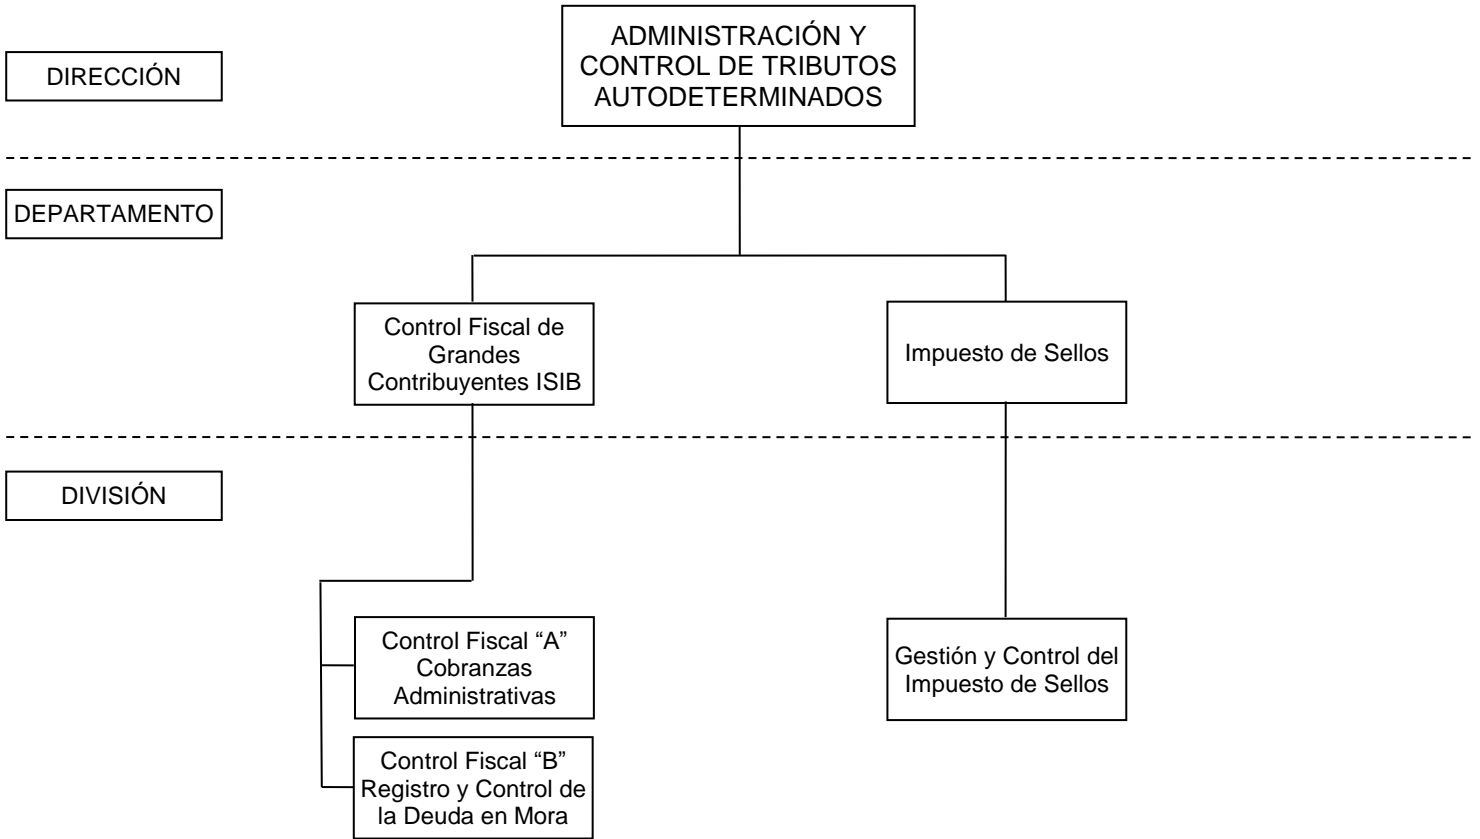 ADMINISTRACIÓN Y
CONTROL DE TRIBUTOS
AUTODETERMINADOS
DIRECCIÓN
DEPARTAMENTO
Control Fiscal de
Grandes
Contribuyentes ISIB
Impuesto de Sellos
DIVISIÓN
Control Fiscal “A”
Cobranzas
Administrativas
Gestión y Control del
Impuesto de Sellos
Control Fiscal “B”
Registro y Control de
la Deuda en Mora